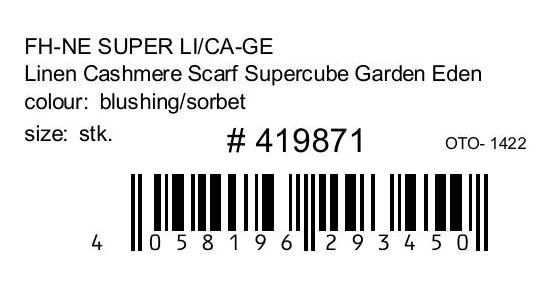 FH-NE SUPER LI/CA-GE
Linen Cashmere Scarf Supercube Garden Eden
colour: blushing/sorbet
size: stk.
# 419871
OTO- 1422
4 058196 293450